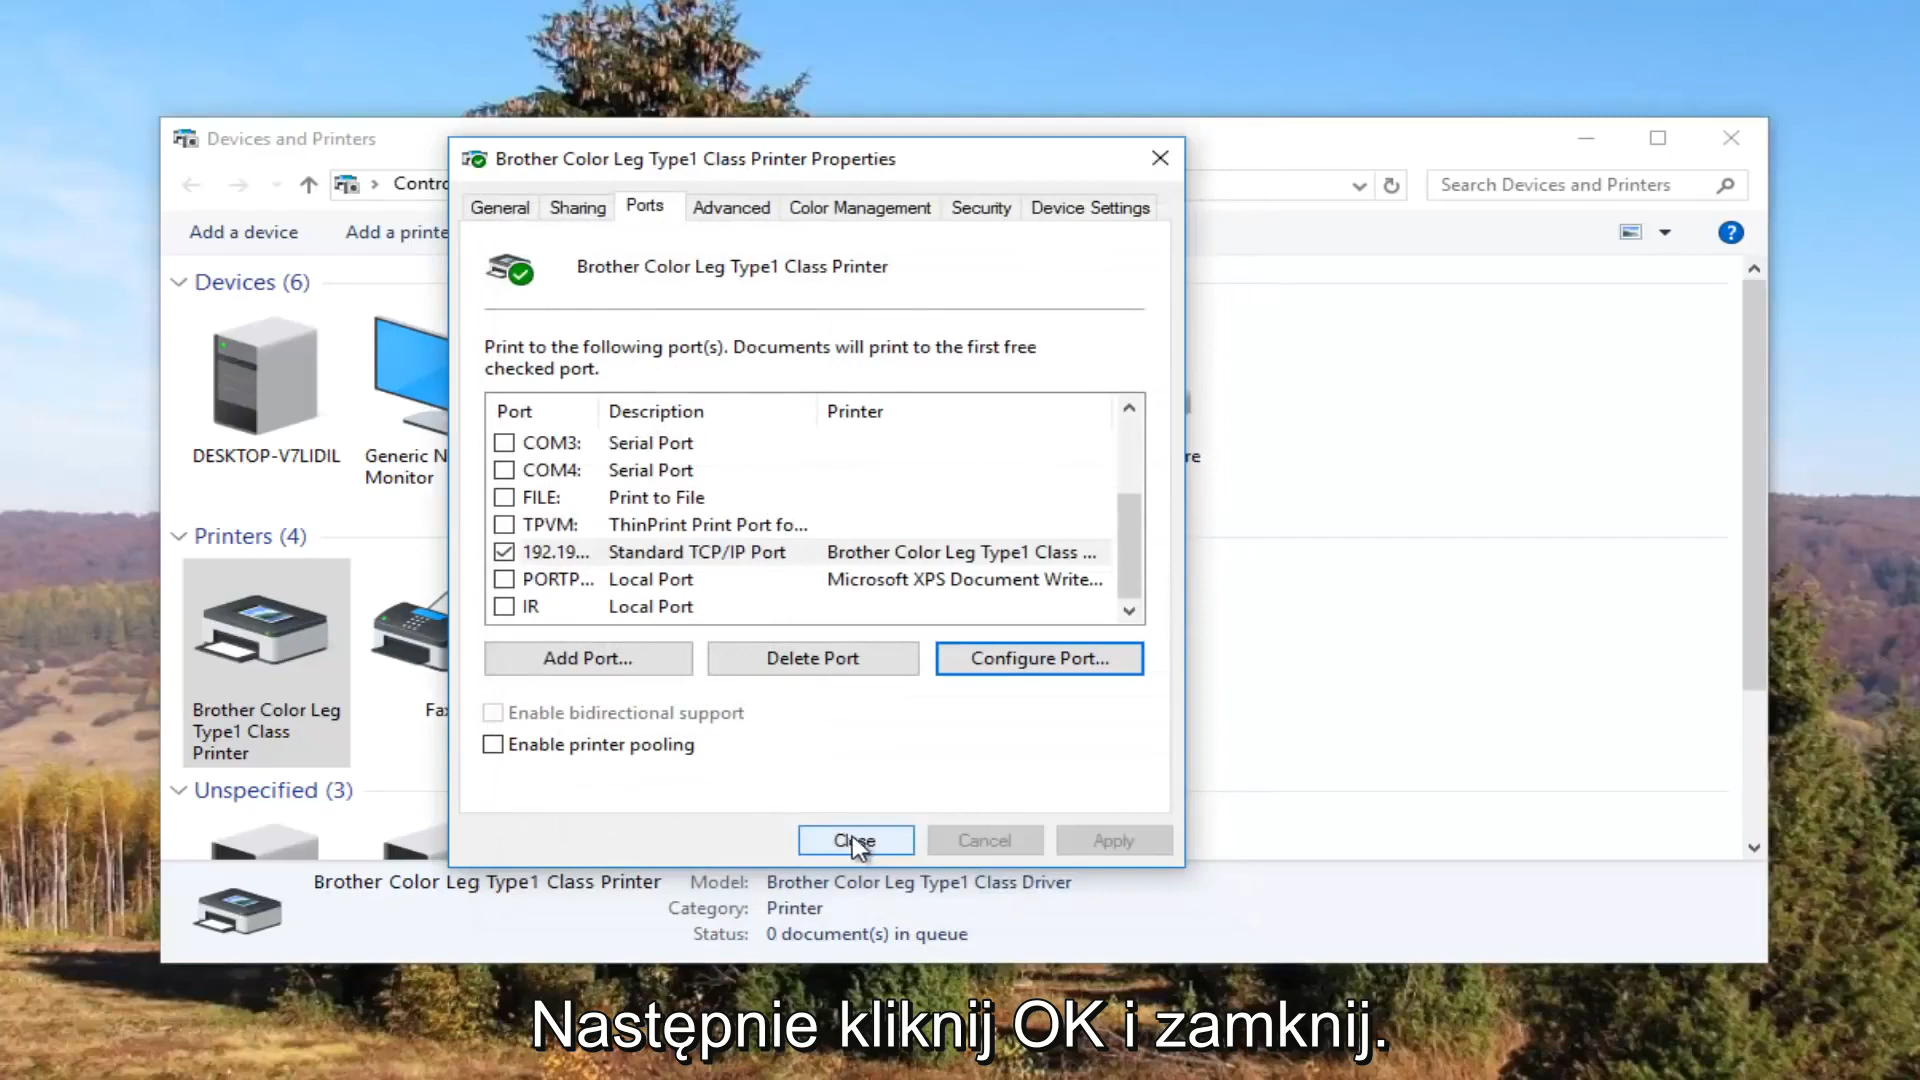 Devices and Printers
Brother Color Leg Type1 Class Printer Properties
Search Devices and Printers
General Sharing Ports Advanced Color Management Security Device Settings
Add a device
Devices (6)
Brother Color Leg Type1 Class Printer
Print to the following port(s). Documents will print to the first free
checked port.
Port Description Printer
COM3: Serial Port
COM4: Serial Port
FILE: Print to File
TPVM: ThinPrint Print Port fo...
192.19... Standard TCP/IP Port Brother Color Leg Type1 Class ...
PORTP... Local Port Microsoft XPS Document Write...
IR Local Port
DESKTOP-V7LIDIL
Generic N
Monitor
Printers (4)
Add Port... Delete Port Configure Port...
Brother Color Leg
Type1 Class
Printer
Enable bidirectional support
Enable printer pooling
Unspecified (3)
Close Cancel Apply
Brother Color Leg Type1 Class Printer
Model: Brother Color Leg Type1 Class Driver
Category: Printer
Status: 0 document(s) in queue
Następnie kliknij OK i zamknij.